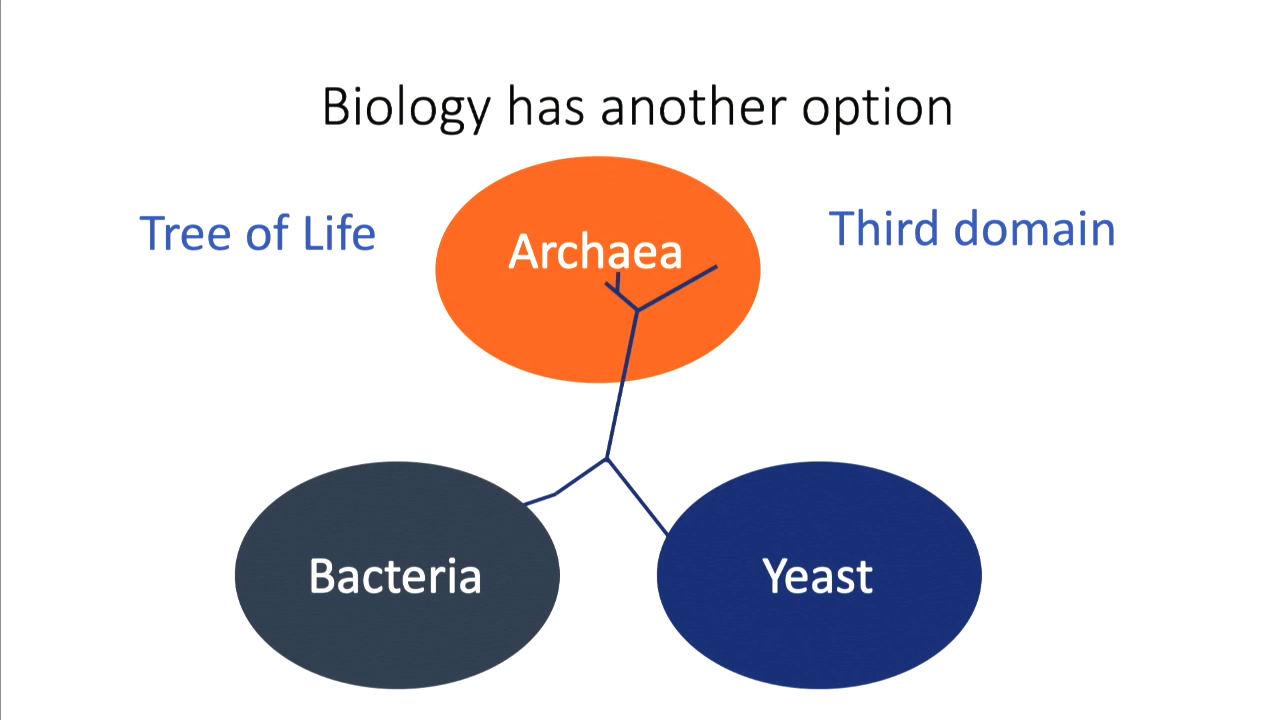 Biology has another option
Tree of Life
Archaea
Third domain
Bacteria
Yeast